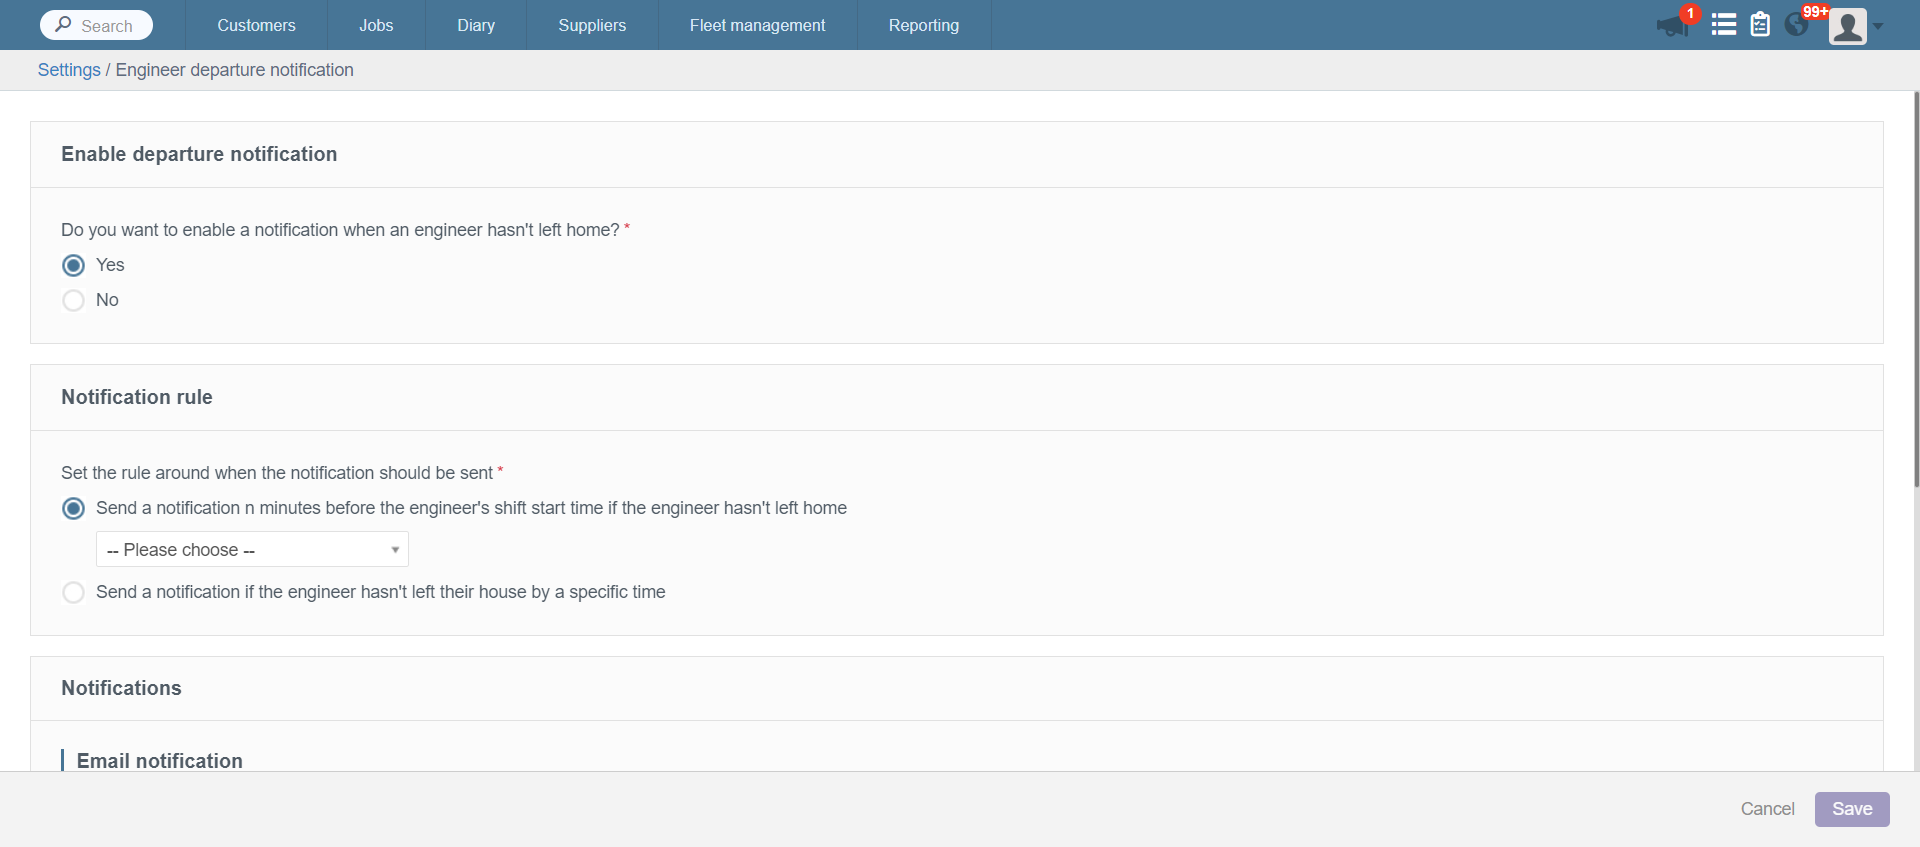 Search Customers Jobs Diary Suppliers Fleet management Reporting 1 99+
Settings / Engineer departure notification
Enable departure notification
Do you want to enable a notification when an engineer hasn't left home? *
Yes
No
Notification rule
Set the rule around when the notification should be sent *
Send a notification n minutes before the engineer's shift start time if the engineer hasn't left home
-- Please choose --
Send a notification if the engineer hasn't left their house by a specific time
Notifications
Email notification
Cancel Save